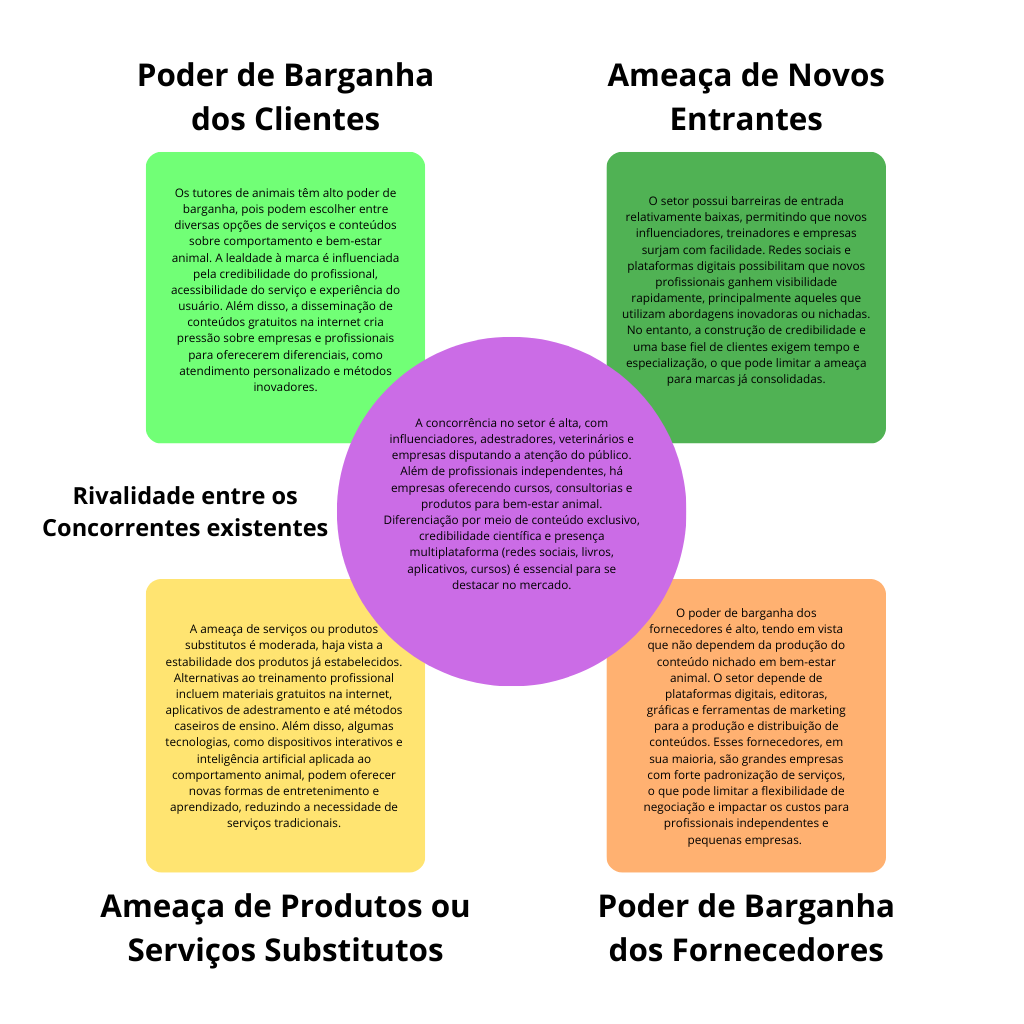 Poder de Barganha
dos Clientes
Os tutores de animais têm alto poder de
barganha, pois podem escolher entre
diversas opções de serviços e conteúdos
sobre comportamento e bem-estar
animal. A lealdade à marca é influenciada
pela credibilidade do profissional,
acessibilidade do serviço e experiência do
usuário. Além disso, a disseminação de
conteúdos gratuitos na internet cria
pressão sobre empresas e profissionais
para oferecerem diferenciais, como
atendimento personalizado e métodos
inovadores.
Ameaça de Novos
Entrantes
O setor possui barreiras de entrada
relativamente baixas, permitindo que novos
influenciadores, treinadores e empresas
surjam com facilidade. Redes sociais e
plataformas digitais possibilitam que novos
profissionais ganhem visibilidade
rapidamente, principalmente aqueles que
utilizam abordagens inovadoras ou nichadas.
No entanto, a construção de credibilidade e
uma base fiel de clientes exigem tempo e
especialização, o que pode limitar a ameaça
para marcas já consolidadas.
Rivalidade entre os
Concorrentes existentes
A concorrência no setor é alta, com
influenciadores, adestradores, veterinários e
empresas disputando a atenção do público.
Além de profissionais independentes, há
empresas oferecendo cursos, consultorias e
produtos para bem-estar animal.
Diferenciação por meio de conteúdo exclusivo,
credibilidade científica e presença
multiplataforma (redes sociais, livros,
aplicativos, cursos) é essencial para se
destacar no mercado.
A ameaça de serviços ou produtos
substitutos é moderada, haja vista a
estabilidade dos produtos já estabelecidos.
Alternativas ao treinamento profissional
incluem materiais gratuitos na internet,
aplicativos de adestramento e até métodos
caseiros de ensino. Além disso, algumas
tecnologias, como dispositivos interativos e
inteligência artificial aplicada ao
comportamento animal, podem oferecer
novas formas de entretenimento e
aprendizado, reduzindo a necessidade de
serviços tradicionais.
Ameaça de Produtos ou
Serviços Substitutos
O poder de barganha dos
fornecedores é alto, tendo em vista
que não dependem da produção do
conteúdo nichado em bem-estar
animal. O setor depende de
plataformas digitais, editoras,
gráficas e ferramentas de marketing
para a produção e distribuição de
conteúdos. Esses fornecedores, em
sua maioria, são grandes empresas
com forte padronização de serviços,
o que pode limitar a flexibilidade de
negociação e impactar os custos para
profissionais independentes e
pequenas empresas.
Poder de Barganha
dos Fornecedores